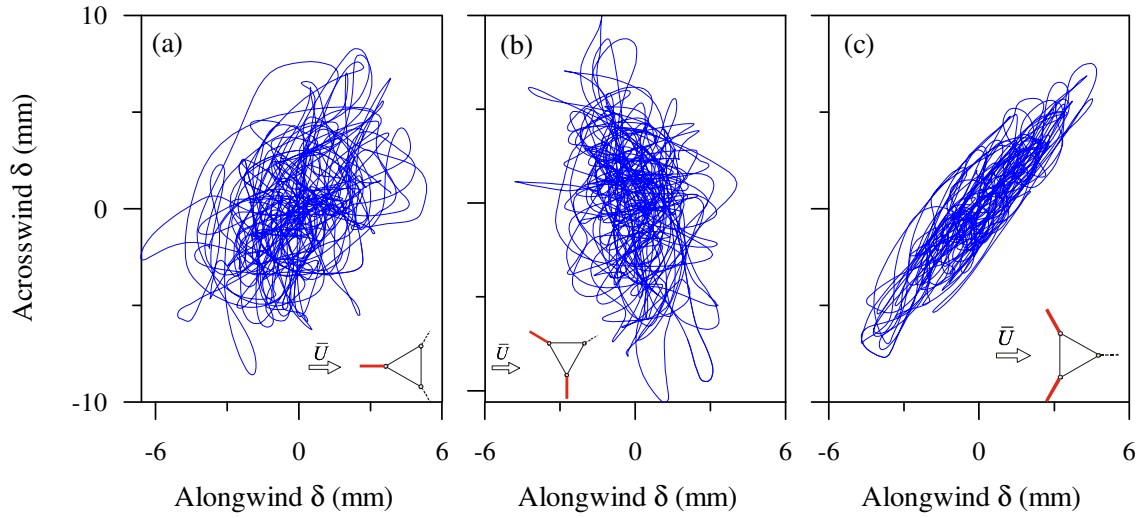 10
(a)
Acrosswind δ (mm)
0
Ū
-10
-6
0
6
Alongwind δ (mm)
(b)
Ū
-6
0
6
Alongwind δ (mm)
(c)
Ū
-6
0
6
Alongwind δ (mm)